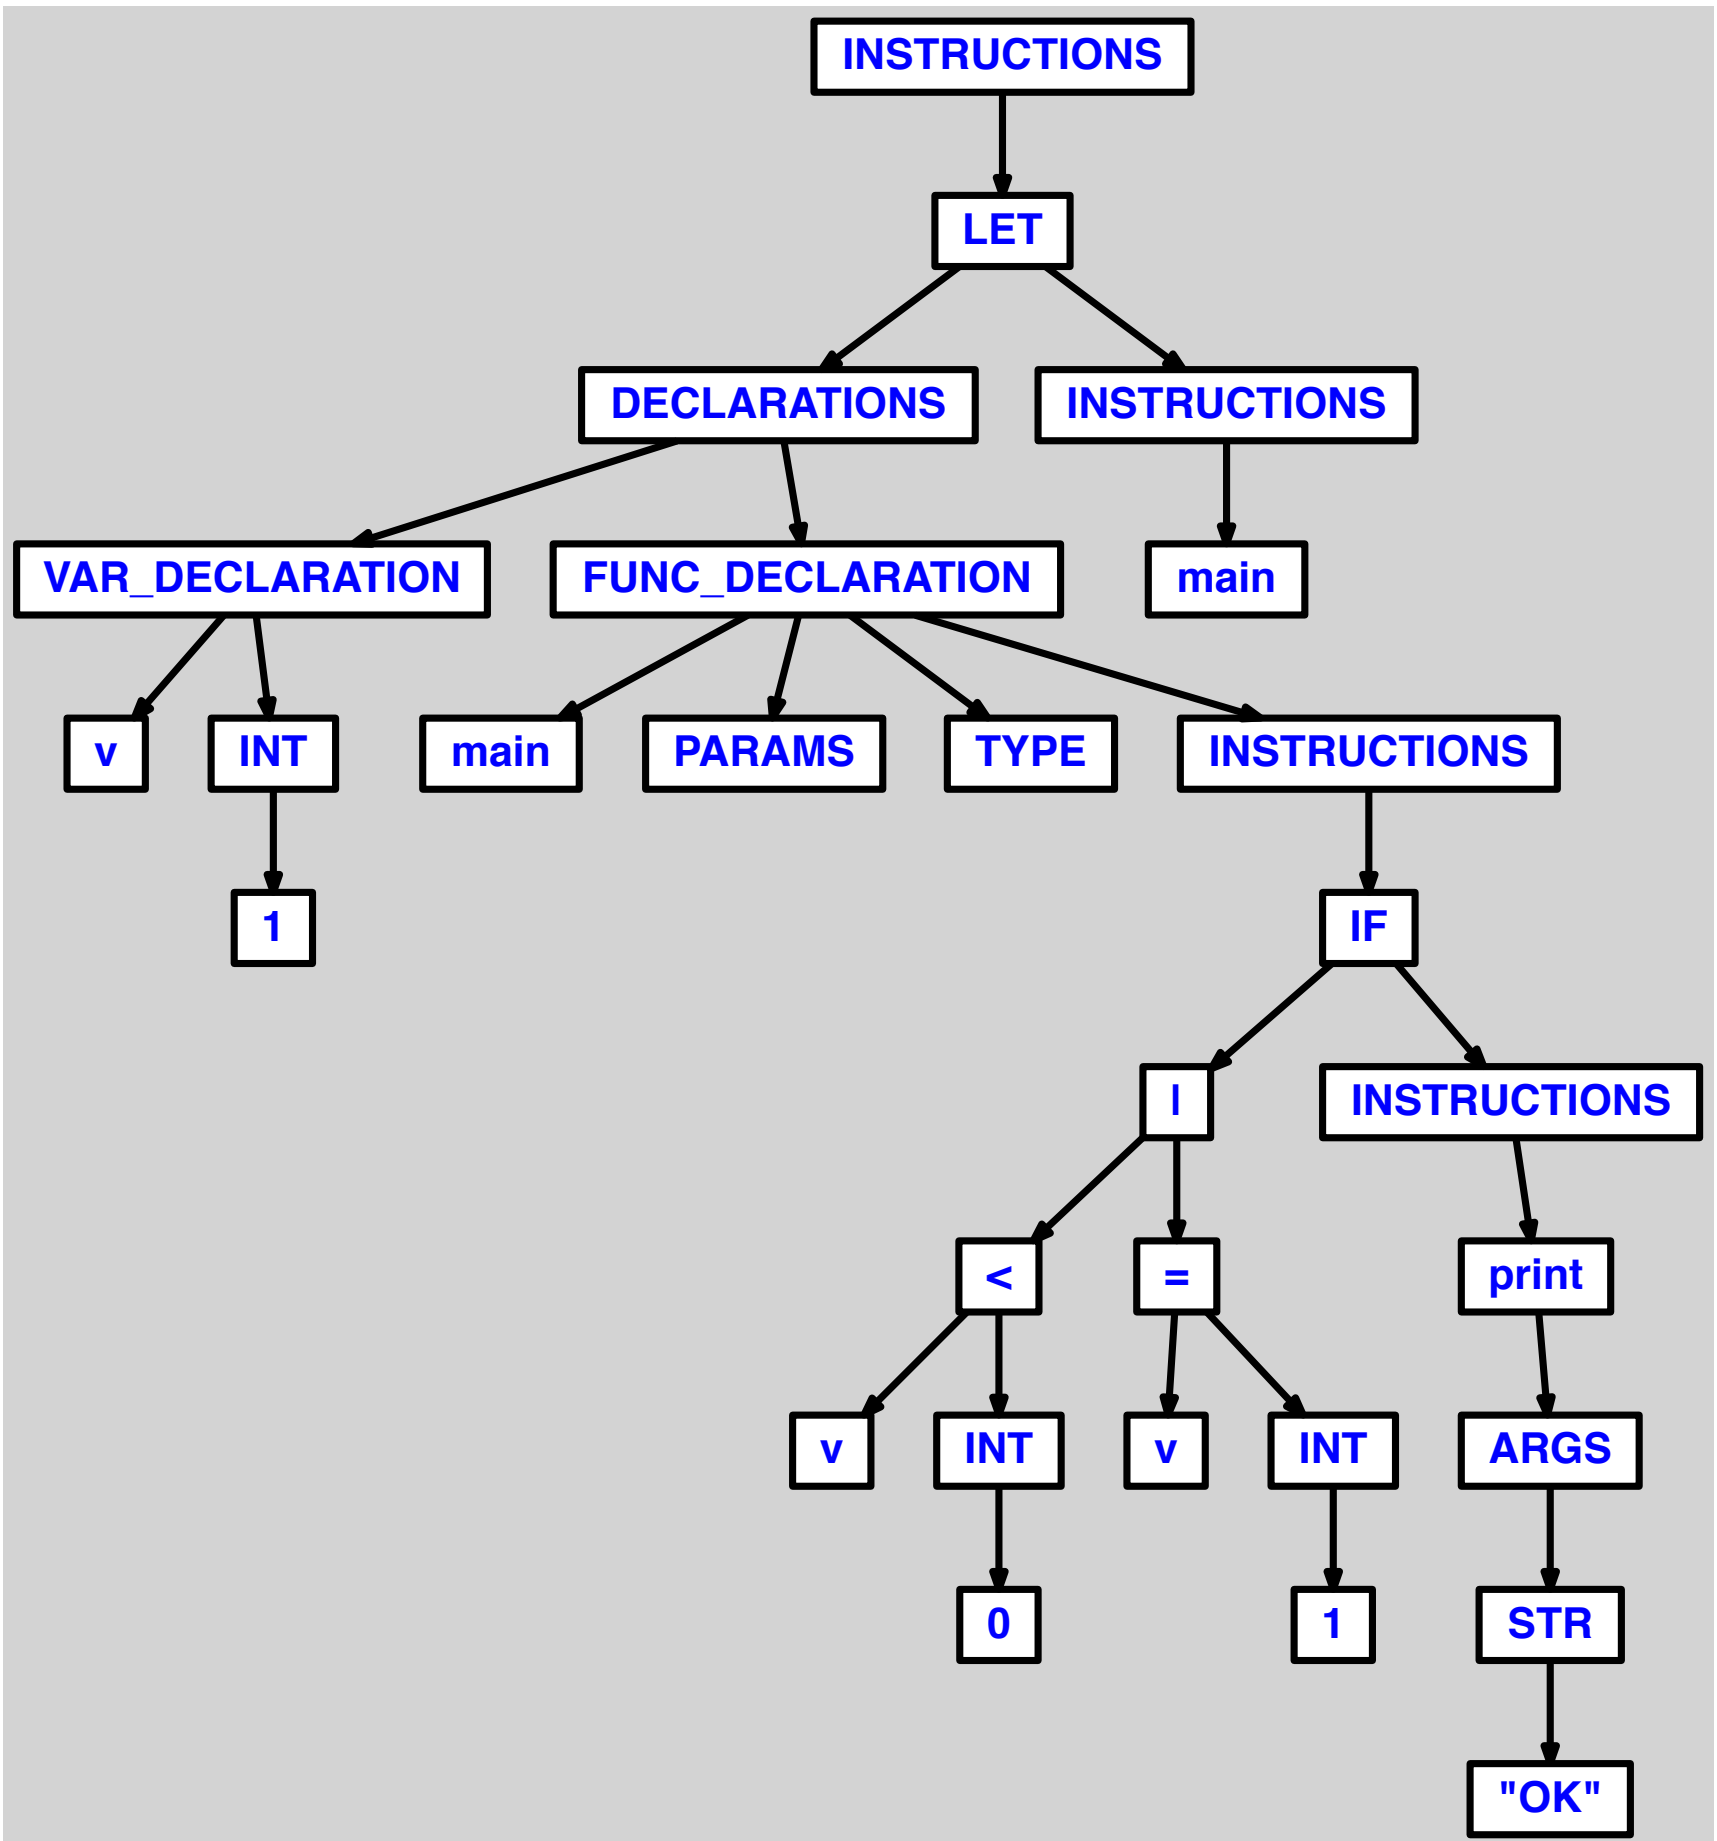 INSTRUCTIONS
LET
DECLARATIONS INSTRUCTIONS
VAR_DECLARATION FUNC_DECLARATION main
v INT main PARAMS TYPE INSTRUCTIONS
1 IF
| INSTRUCTIONS
< = print
v INT v INT ARGS
0 1 STR
"OK"